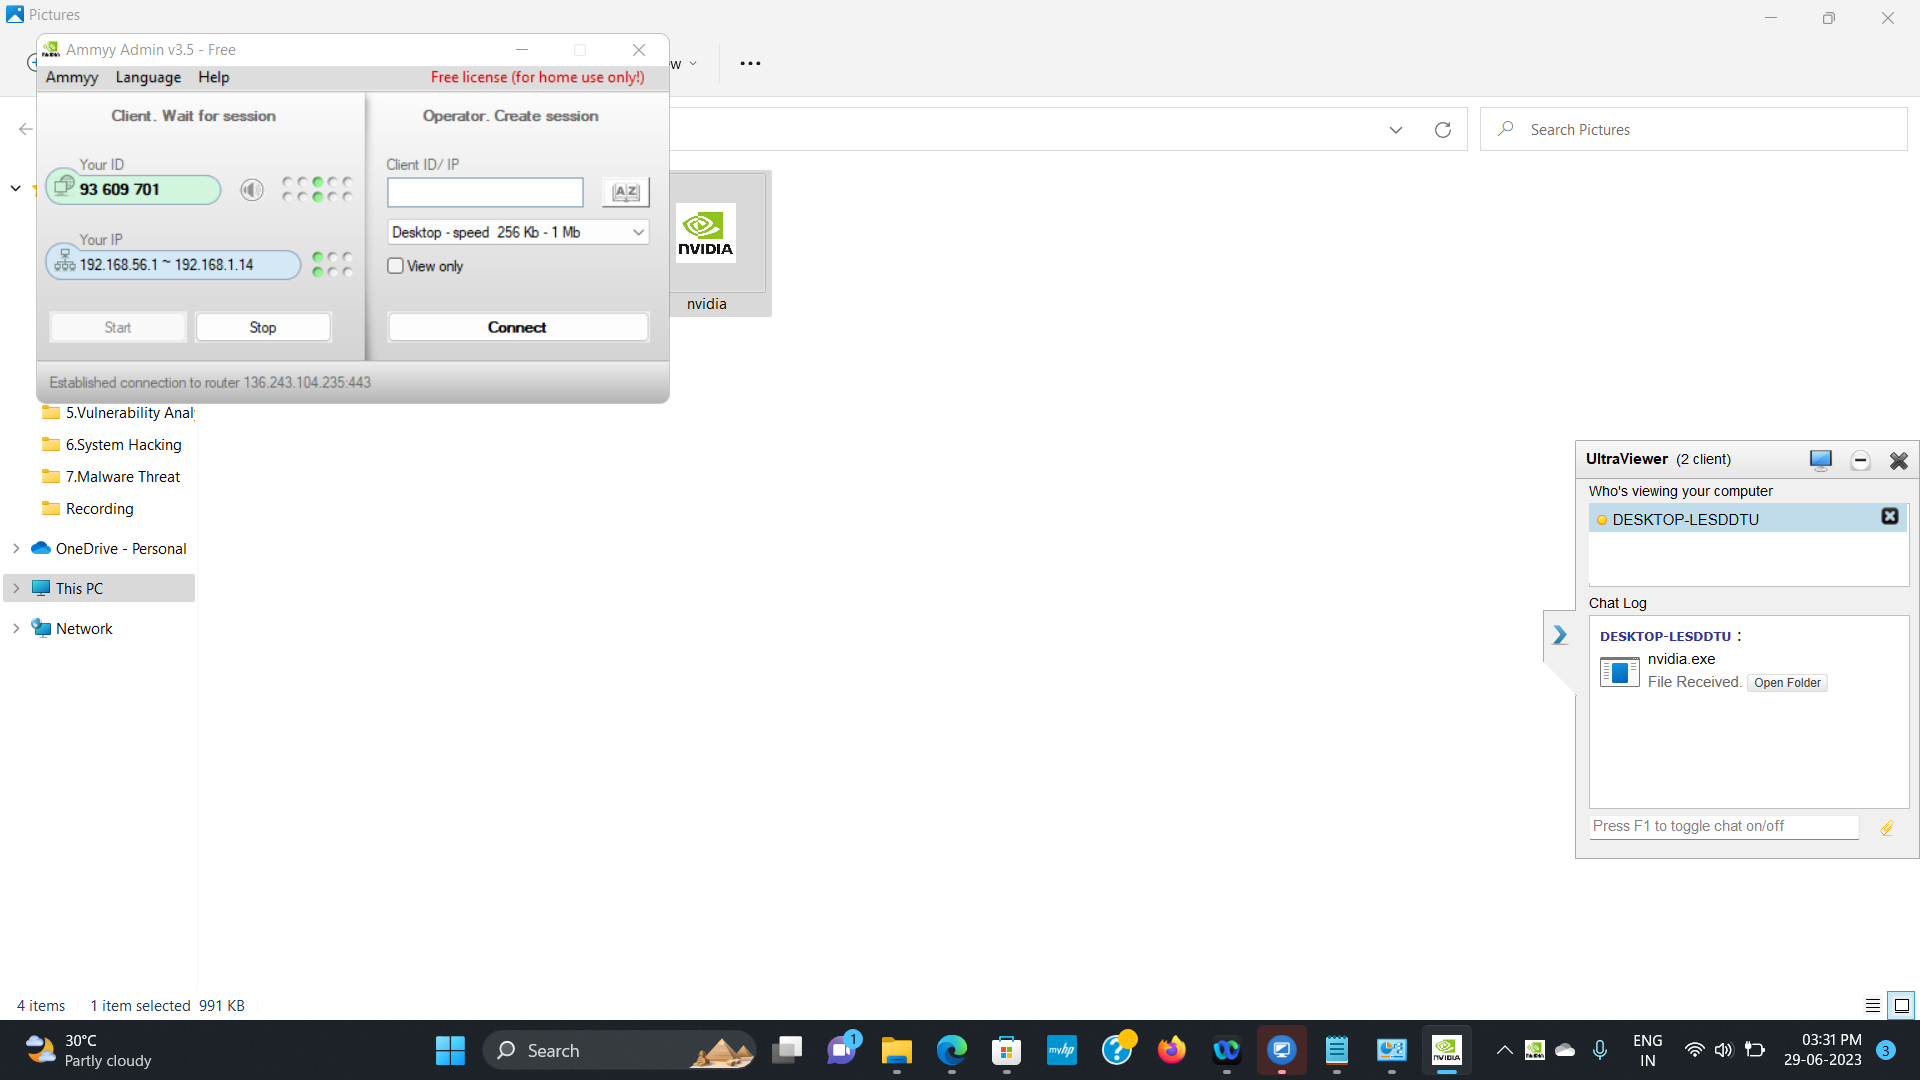 Pictures
Ammyy Admin v3.5 - Free
Ammyy Language Help
Free license (for home use only!)
Client. Wait for session
Operator. Create session
Your ID
93 609 701
Client ID/ IP
A Z
Desktop - speed 256 Kb - 1 Mb
Your IP
192.168.56.1 ~ 192.168.1.14
View only
Start
Stop
Connect
Established connection to router 136.243.104.235:443
Search Pictures
NVIDIA
nvidia
5.Vulnerability Anal
6.System Hacking
7.Malware Threat
Recording
OneDrive - Personal
This PC
Network
UltraViewer (2 client)
Who's viewing your computer
DESKTOP-LESDDTU
Chat Log
DESKTOP-LESDDTU :
nvidia.exe
File Received. Open Folder
Press F1 to toggle chat on/off
4 items 1 item selected 991 KB
30°C
Partly cloudy
Search
1
myhp
NVIDIA
ENG
IN
03:31 PM
29-06-2023
3